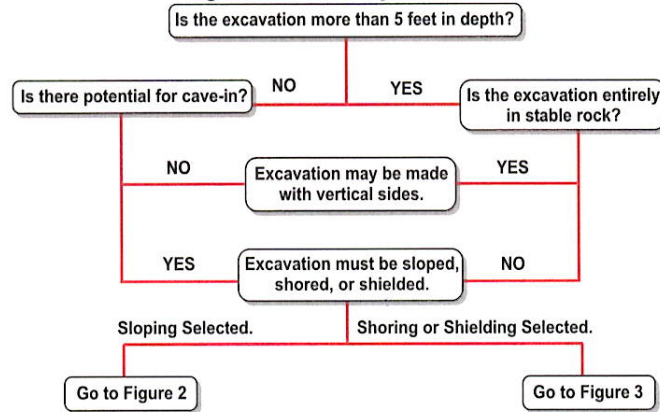 Is the excavation more than 5 feet in depth?
NO
YES
Is there potential for cave-in?
Is the excavation entirely
in stable rock?
NO
Excavation may be made
with vertical sides.
YES
YES
Excavation must be sloped,
shored, or shielded.
NO
Sloping Selected.
Shoring or Shielding Selected.
Go to Figure 2
Go to Figure 3